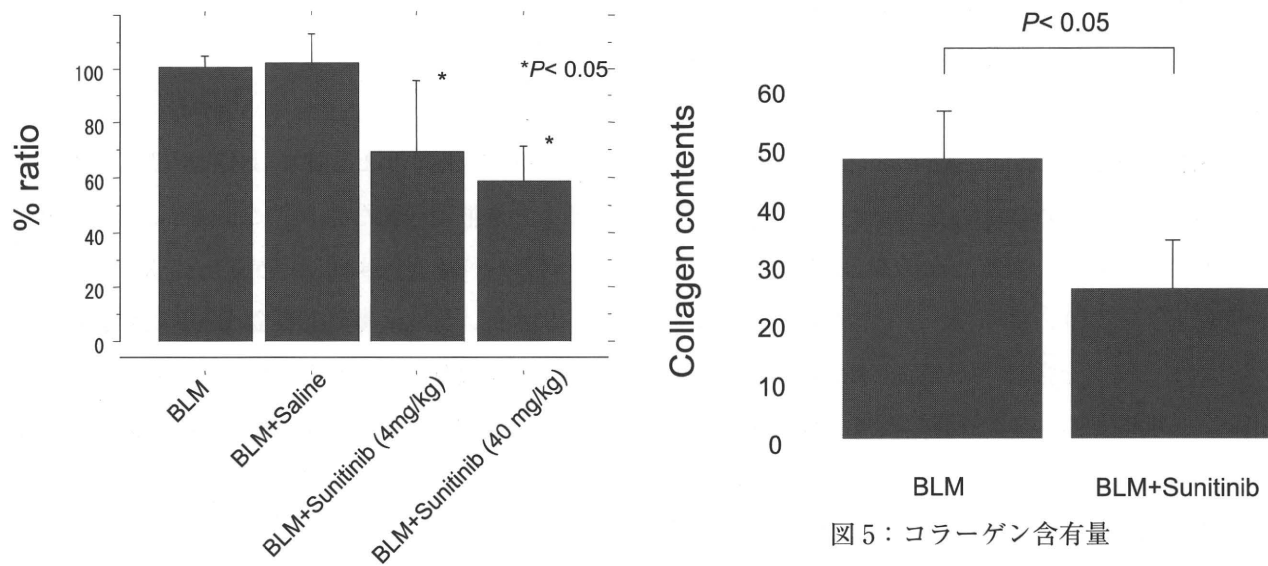 % ratio
100
80
60
40
20
0
*
*
*P< 0.05
BLM
BLM+Saline
BLM+Sunitinib (4mg/kg)
BLM+Sunitinib (40 mg/kg)
P< 0.05
Collagen contents
60
50
40
30
20
10
0
BLM
BLM+Sunitinib
図5：コラーゲン含有量